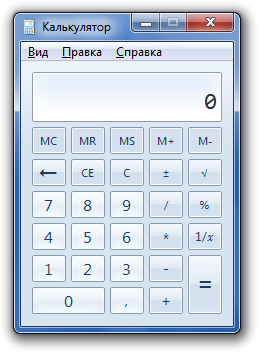 Калькулятор
Вид Правка Справка
0
MC MR MS M+ M-
← CE C ± √
7 8 9 / %
4 5 6 * 1/x
1 2 3 - =
0 , +